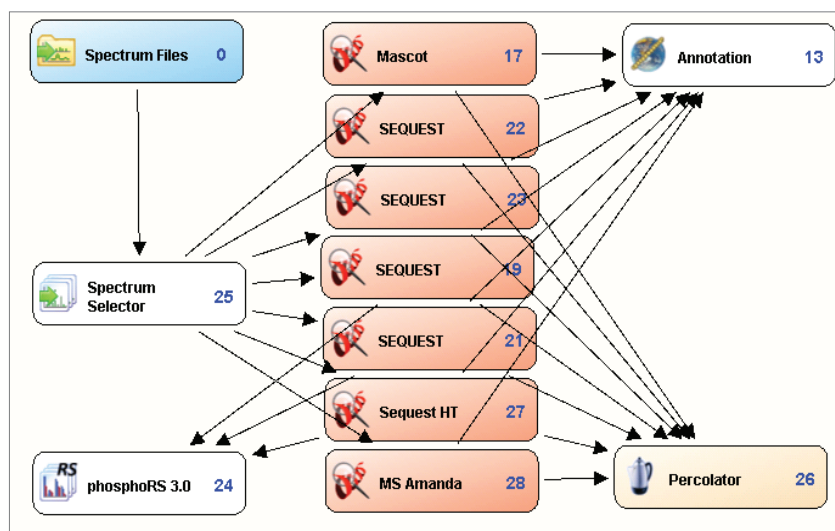 Spectrum Files 0
Mascot 17
Annotation 13
SEQUEST 22
SEQUEST 23
SEQUEST 19
Spectrum
Selector 25
SEQUEST 21
Sequest HT 27
RS
phosphoRS 3.0 24
MS Amanda 28
Percolator 26